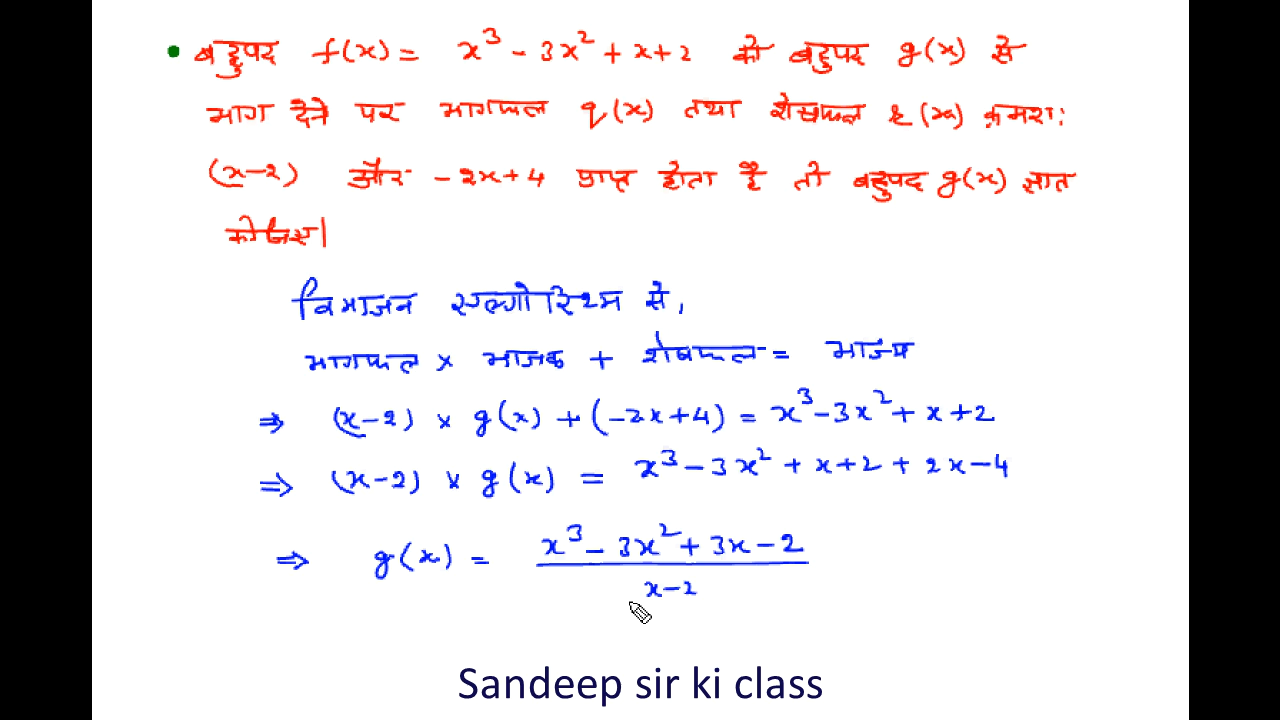 • बहुपद f(x) = x³ - 3x² + x + 2 को बहुपद g(x) से
भाग देने पर भागफल q(x) तथा शेषफल r(x) क्रमशः
(x-2) और -2x+4 प्राप्त होता है तो बहुपद g(x) ज्ञात
कीजिए।
विभाजन एल्गोरिथ्म से,
भागफल × भाजक + शेषफल = भाज्य
⇒ (x-2) × g(x) + (-2x+4) = x³-3x²+x+2
⇒ (x-2) × g(x) = x³-3x²+x+2+2x-4
⇒ g(x) = x³-3x²+3x-2
x-2
Sandeep sir ki class